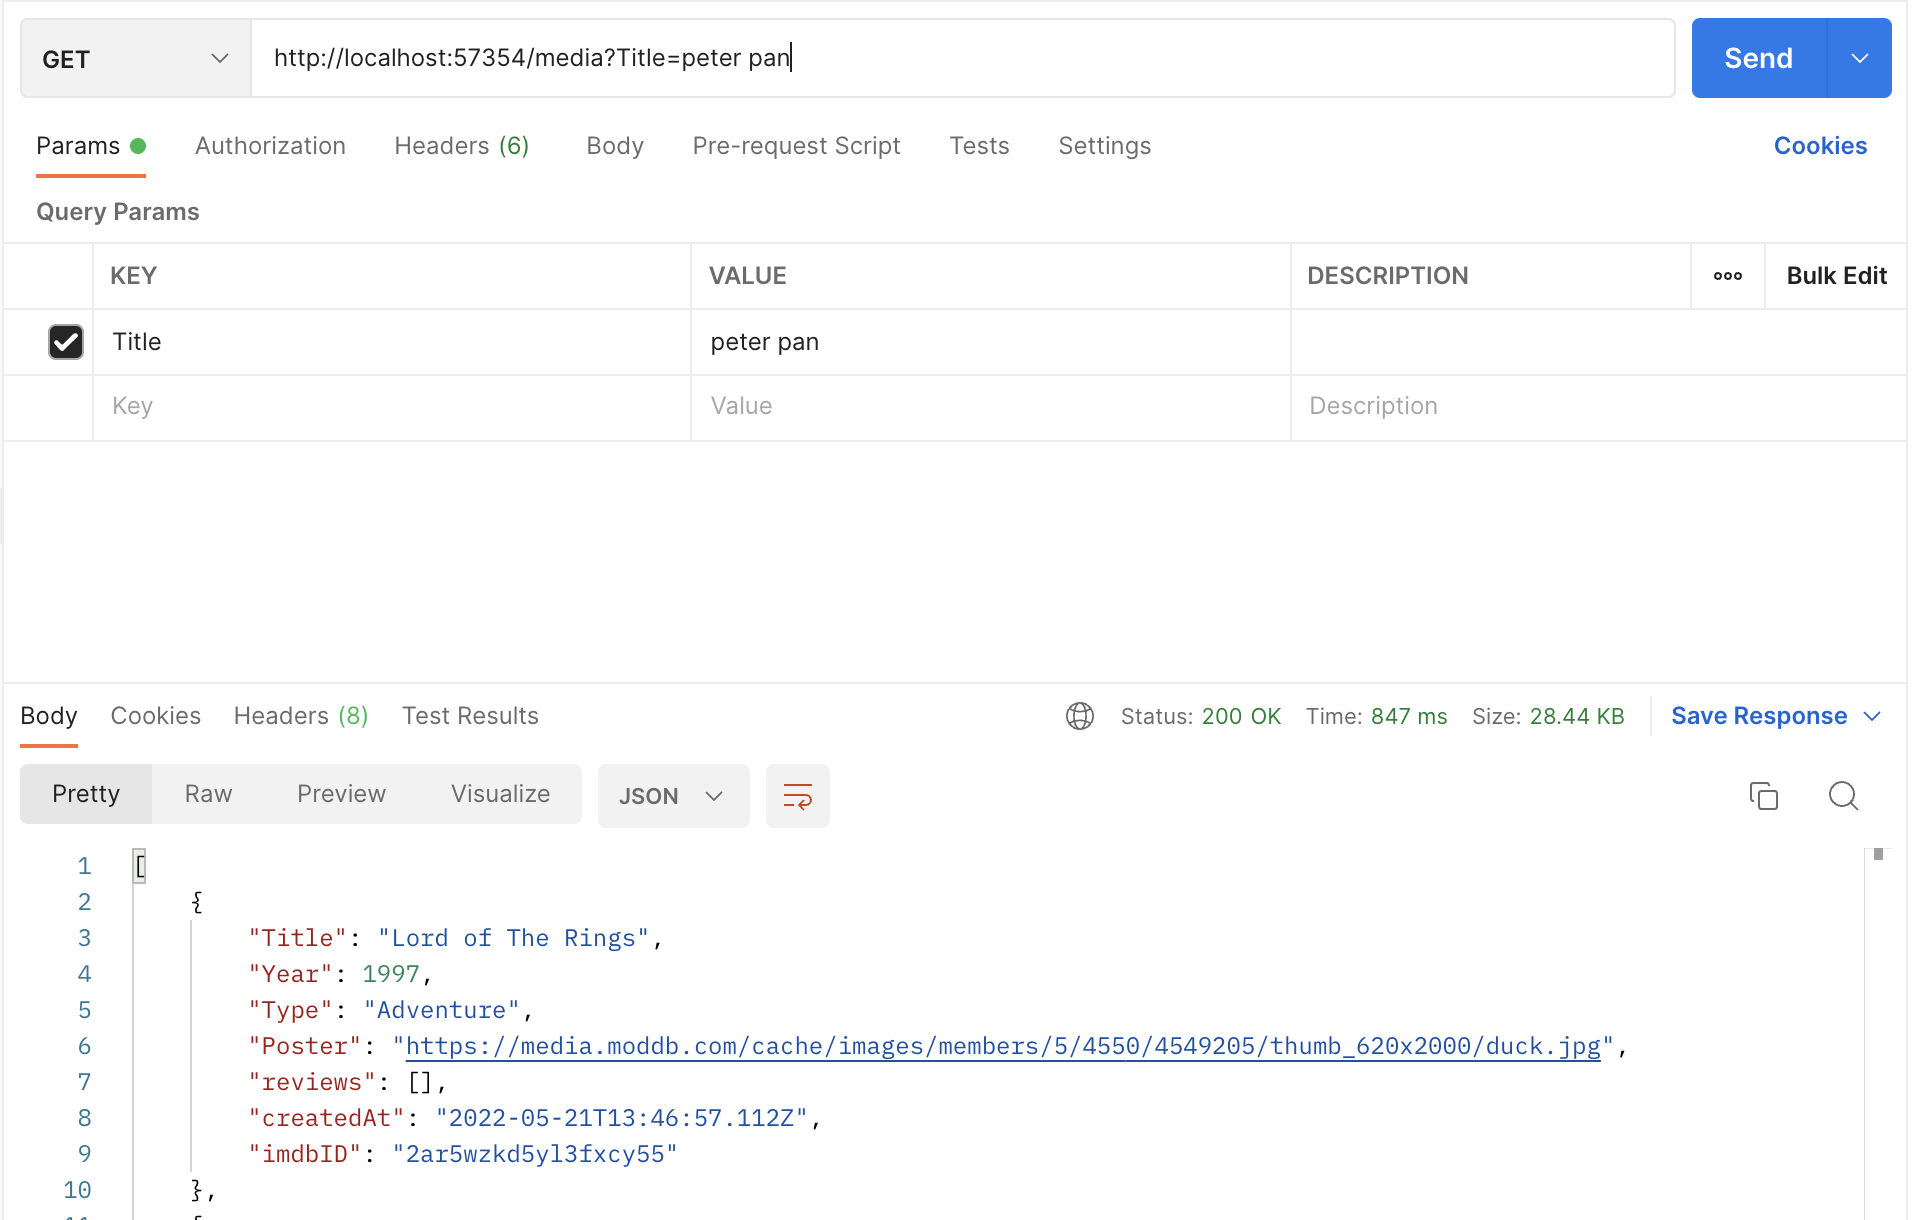 GET http://localhost:57354/media?Title=peter pan Send
Params Authorization Headers (6) Body Pre-request Script Tests Settings Cookies
Query Params
KEY VALUE DESCRIPTION ooo Bulk Edit
Title peter pan
Key Value Description
Body Cookies Headers (8) Test Results Status: 200 OK Time: 847 ms Size: 28.44 KB Save Response
Pretty Raw Preview Visualize JSON
1 [
2 {
3 "Title": "Lord of The Rings",
4 "Year": 1997,
5 "Type": "Adventure",
6 "Poster": "https://media.moddb.com/cache/images/members/5/4550/4549205/thumb_620x2000/duck.jpg",
7 "reviews": [],
8 "createdAt": "2022-05-21T13:46:57.112Z",
9 "imdbID": "2ar5wzkd5yl3fxcy55"
10 },